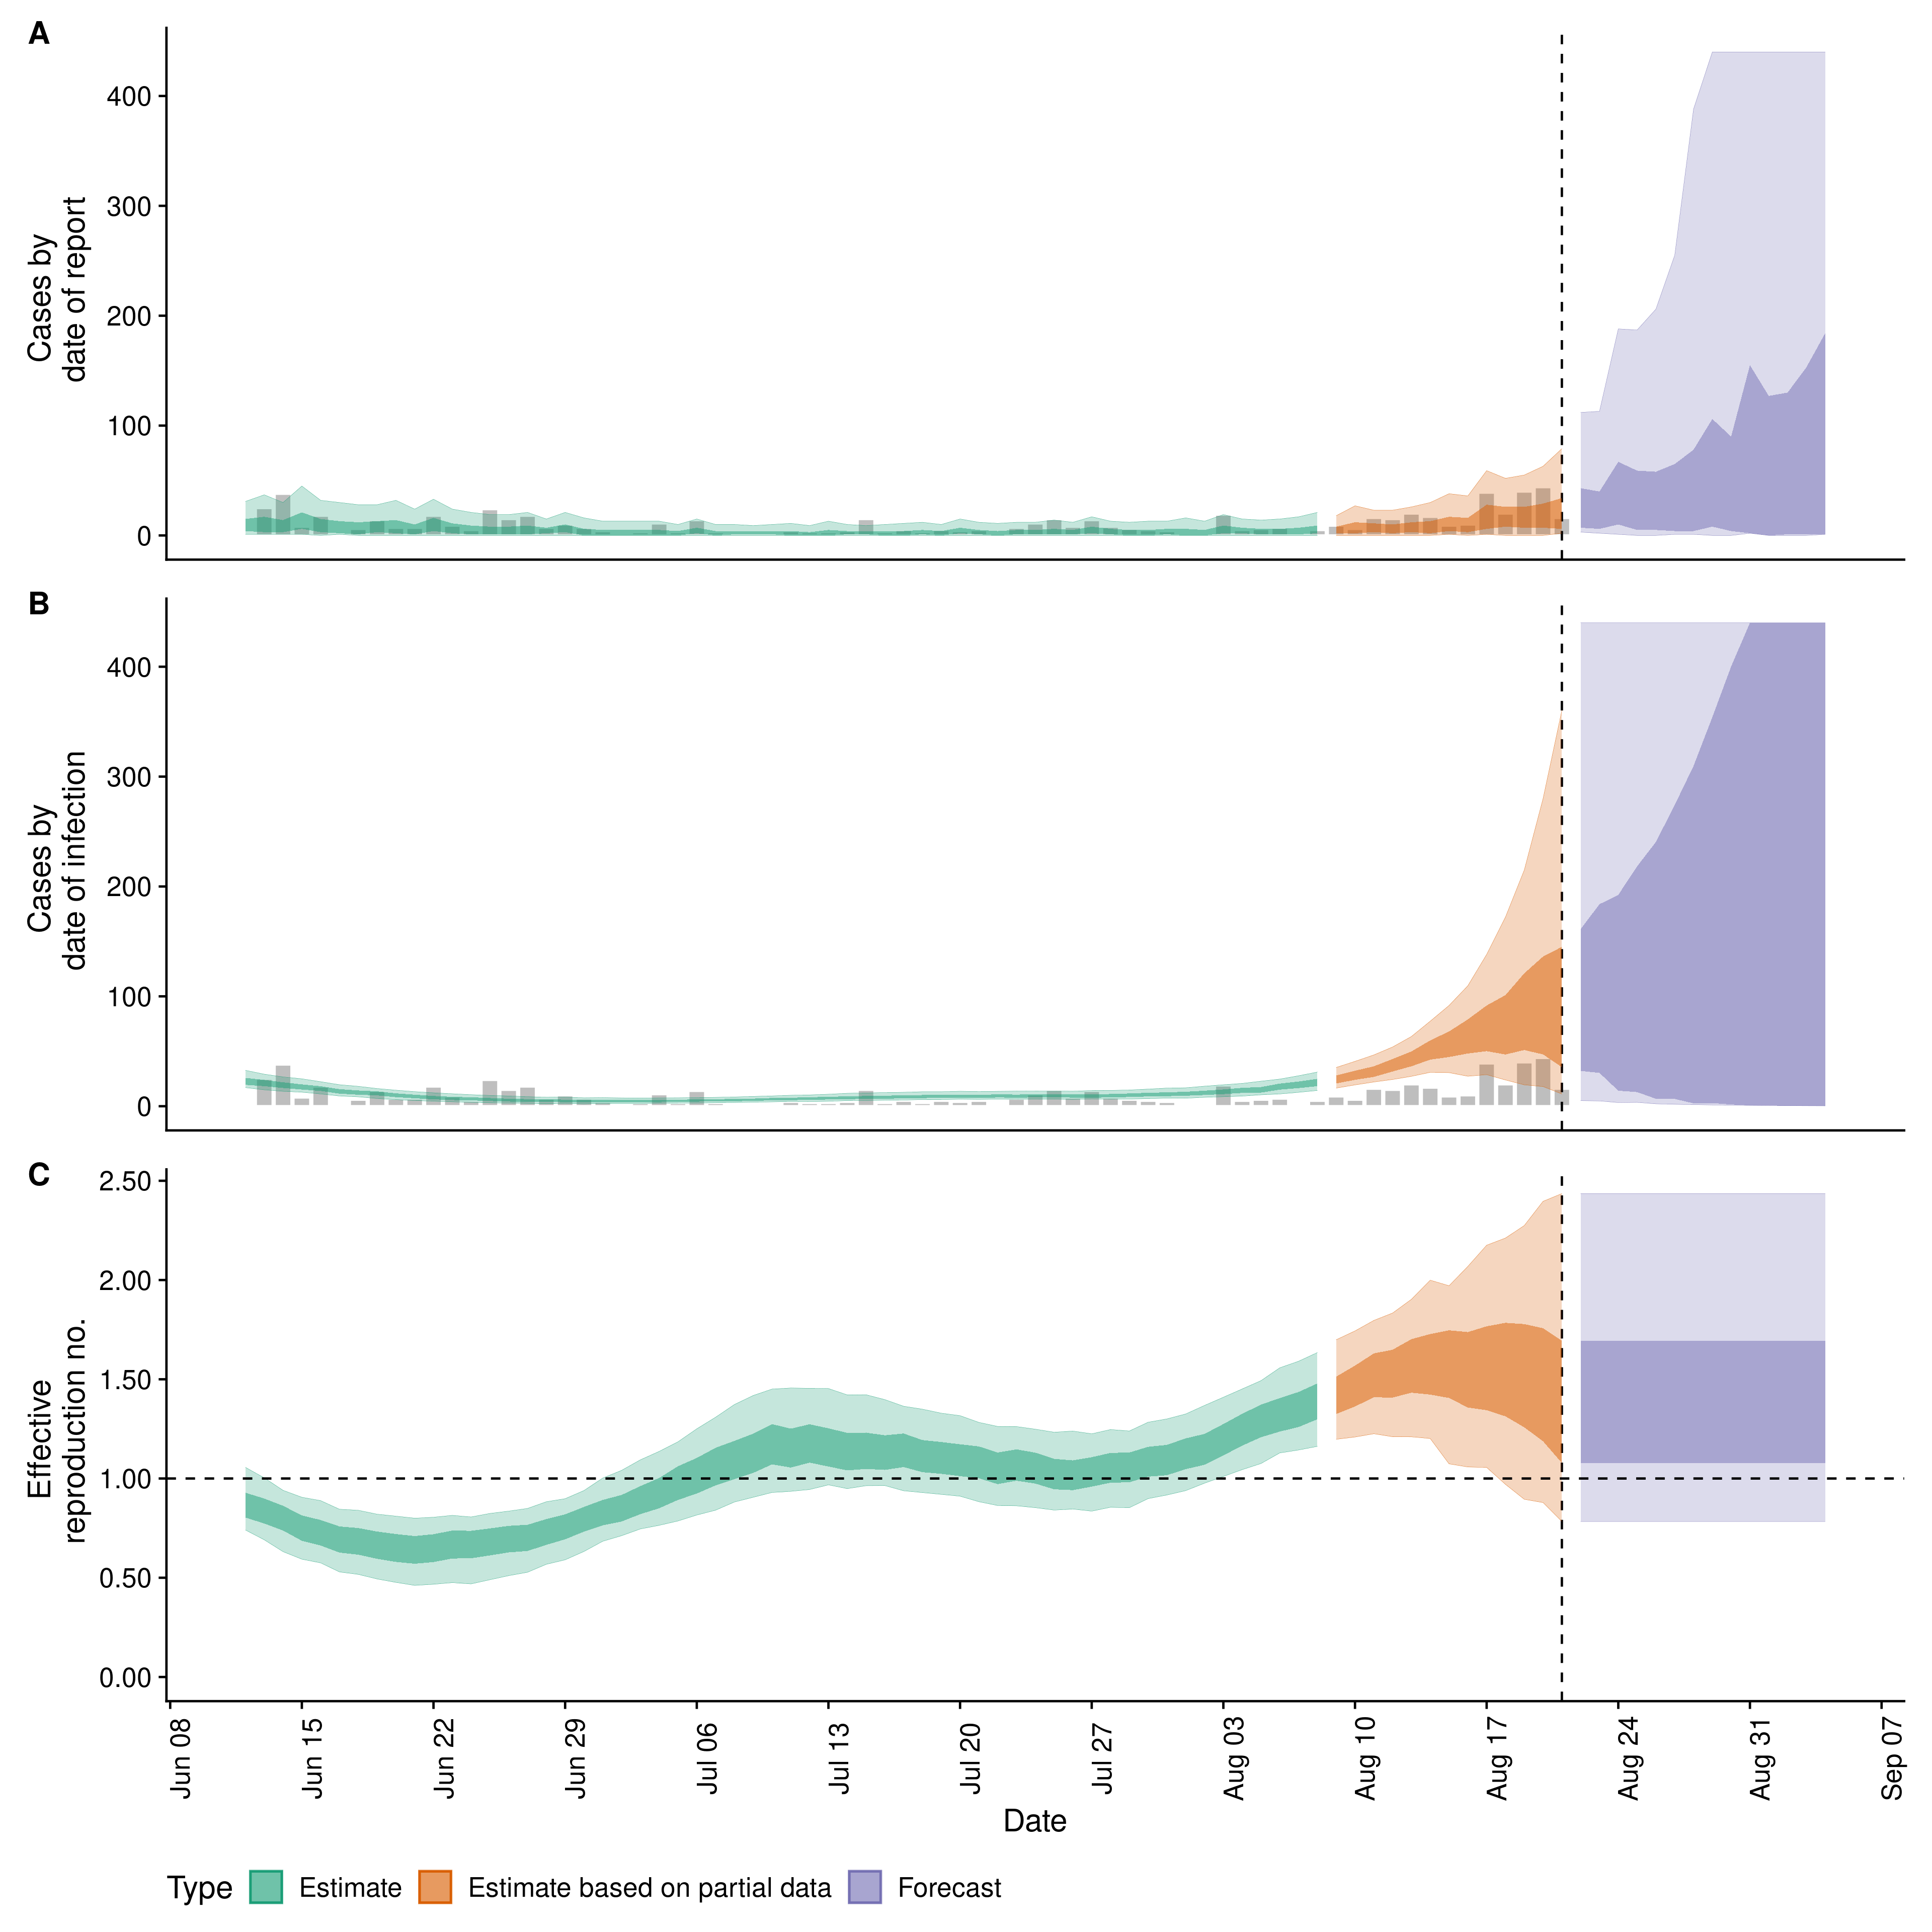 A
Cases by
date of report
400
300
200
100
0
B
Cases by
date of infection
400
300
200
100
0
C
Effective
reproduction no.
2.50
2.00
1.50
1.00
0.50
0.00
Jun 08
Jun 15
Jun 22
Jun 29
Jul 06
Jul 13
Jul 20
Jul 27
Aug 03
Aug 10
Aug 17
Aug 24
Aug 31
Sep 07
Date
Type Estimate Estimate based on partial data Forecast